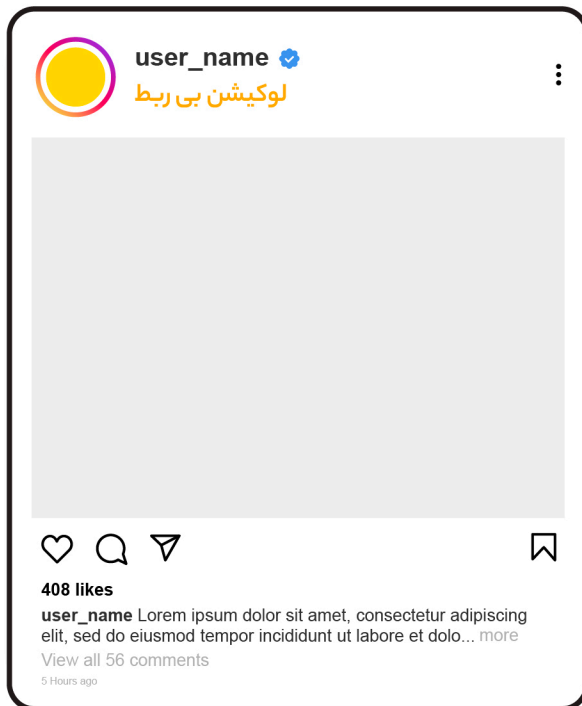 user_name
لوکیشن بی ربط
408 likes
user_name Lorem ipsum dolor sit amet, consectetur adipiscing
elit, sed do eiusmod tempor incididunt ut labore et dolo... more
View all 56 comments
5 Hours ago